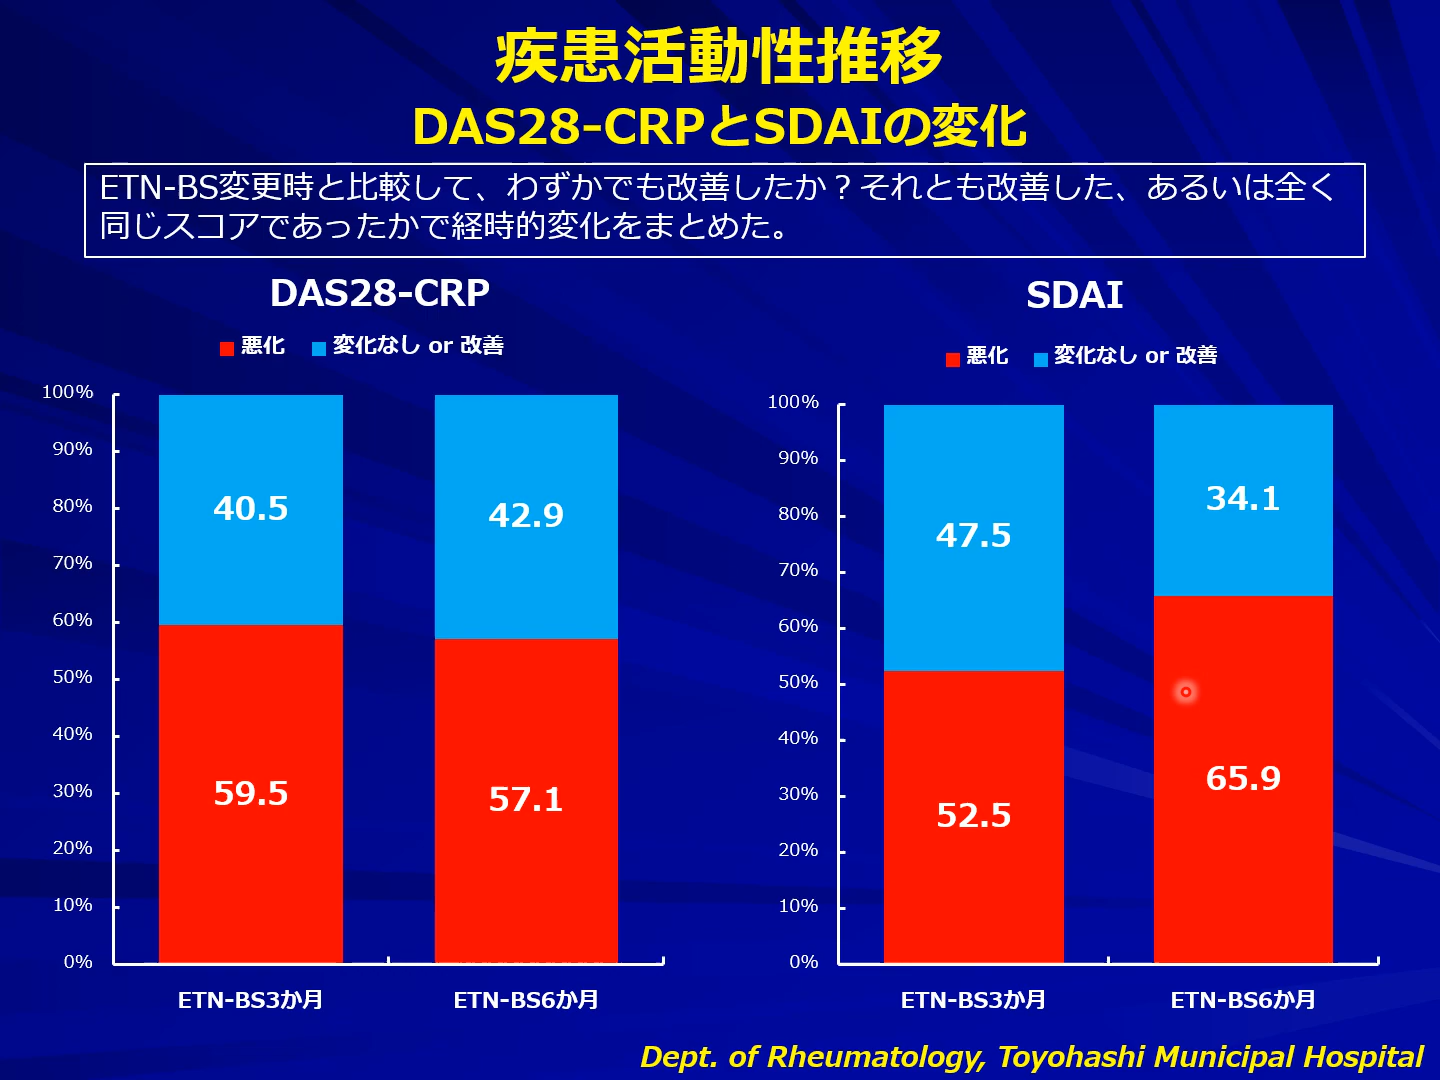 疾患活動性推移
DAS28-CRPとSDAIの変化
ETN-BS変更時と比較して、わずかでも改善したか？それとも改善した、あるいは全く
同じスコアであったかで経時的変化をまとめた。
DAS28-CRP
悪化 変化なし or 改善
100%
90%
80%
70%
60%
50%
40%
30%
20%
10%
0%
40.5
42.9
59.5
57.1
ETN-BS3か月
ETN-BS6か月
SDAI
悪化 変化なし or 改善
100%
90%
80%
70%
60%
50%
40%
30%
20%
10%
0%
47.5
34.1
52.5
65.9
ETN-BS3か月
ETN-BS6か月
Dept. of Rheumatology, Toyohashi Municipal Hospital